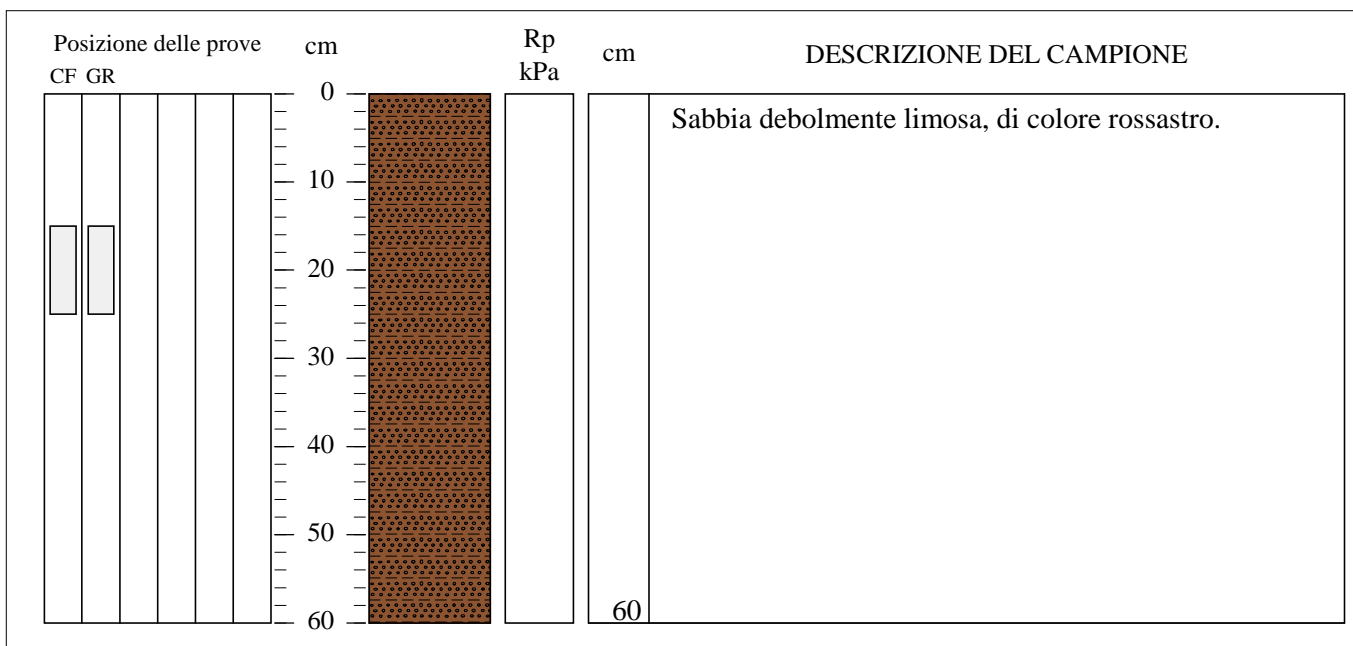 Posizione delle prove
CF GR
cm
Rp
kPa
cm
DESCRIZIONE DEL CAMPIONE
0
10
20
30
40
50
60
60
Sabbia debolmente limosa, di colore rossastro.